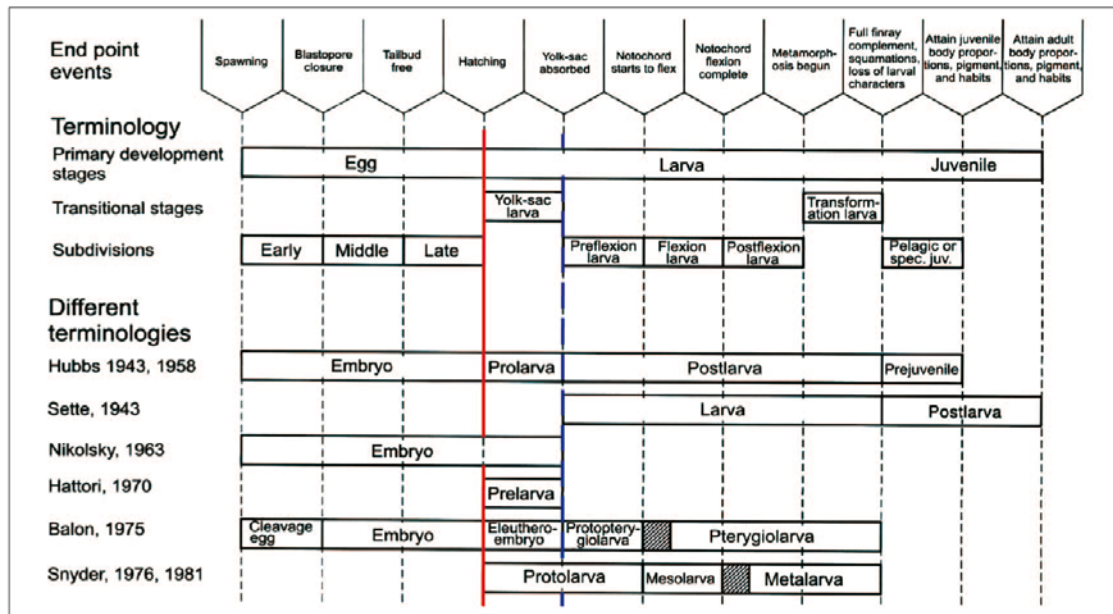 End point
events
Spawning
Blastopore
closure
Tailbud
free
Hatching
Yolk-sac
absorbed
Notochord
starts to flex
Notochord
flexion
complete
Metamorph-
osis begun
Full finray
complement,
squamations,
loss of larval
characters
Attain juvenile
body propor-
tions, pigment,
and habits
Attain adult
body propor-
tions, pigment,
and habits
Terminology
Primary development
stages
Egg
Larva
Juvenile
Transitional stages
Yolk-sac
larva
Transform-
ation larva
Subdivisions
Early
Middle
Late
Preflexion
larva
Flexion
larva
Postflexion
larva
Pelagic or
spec. juv.
Different
terminologies
Hubbs 1943, 1958
Embryo
Prolarva
Postlarva
Prejuvenile
Sette, 1943
Larva
Postlarva
Nikolsky, 1963
Embryo
Hattori, 1970
Prelarva
Balon, 1975
Cleavage
egg
Embryo
Eleuthero-
embryo
Protoptery-
giolarva
Pterygiolarva
Snyder, 1976, 1981
Protolarva
Mesolarva
Metalarva